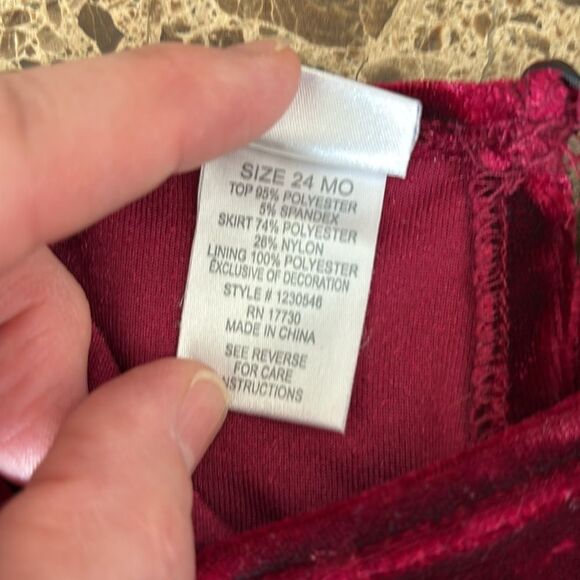 SIZE 24 MO
TOP 95% POLYESTER
5% SPANDEX
SKIRT 74% POLYESTER
26% NYLON
LINING 100% POLYESTER
EXCLUSIVE OF DECORATION
STYLE # 1230546
RN 17730
MADE IN CHINA
SEE REVERSE
FOR CARE
INSTRUCTIONS